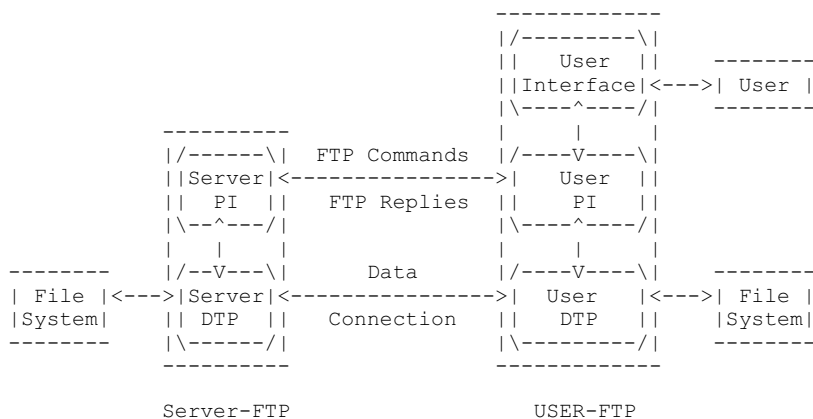 User
Interface
User
FTP Commands
Server
PI
User
PI
FTP Replies
Data
File
System
Server
DTP
User
DTP
File
System
Connection
Server-FTP
USER-FTP